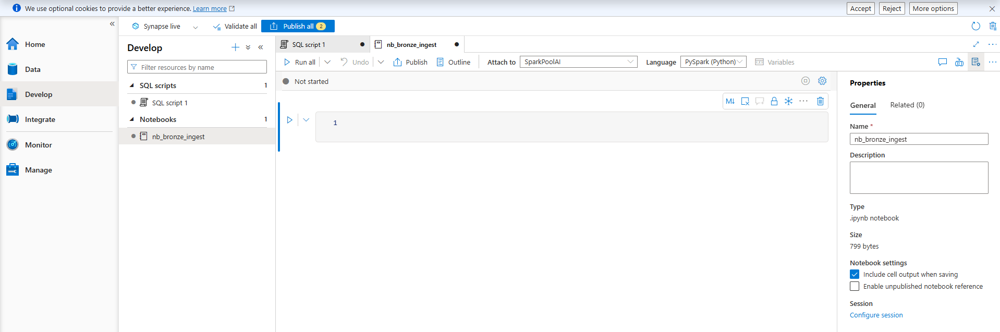 We use optional cookies to provide a better experience. Learn more
Accept
Reject
More options
Synapse live
Validate all
Publish all 2
Home
Data
Develop
Integrate
Monitor
Manage
Develop
Filter resources by name
SQL scripts 1
SQL script 1
Notebooks 1
nb_bronze_ingest
SQL script 1
nb_bronze_ingest
Run all
Undo
Publish
Outline
Attach to SparkPoolAI
Language PySpark (Python)
Variables
Not started
M↓
1
Properties
General
Related (0)
Name *
nb_bronze_ingest
Description
Type
.ipynb notebook
Size
799 bytes
Notebook settings
Include cell output when saving
Enable unpublished notebook reference
Session
Configure session